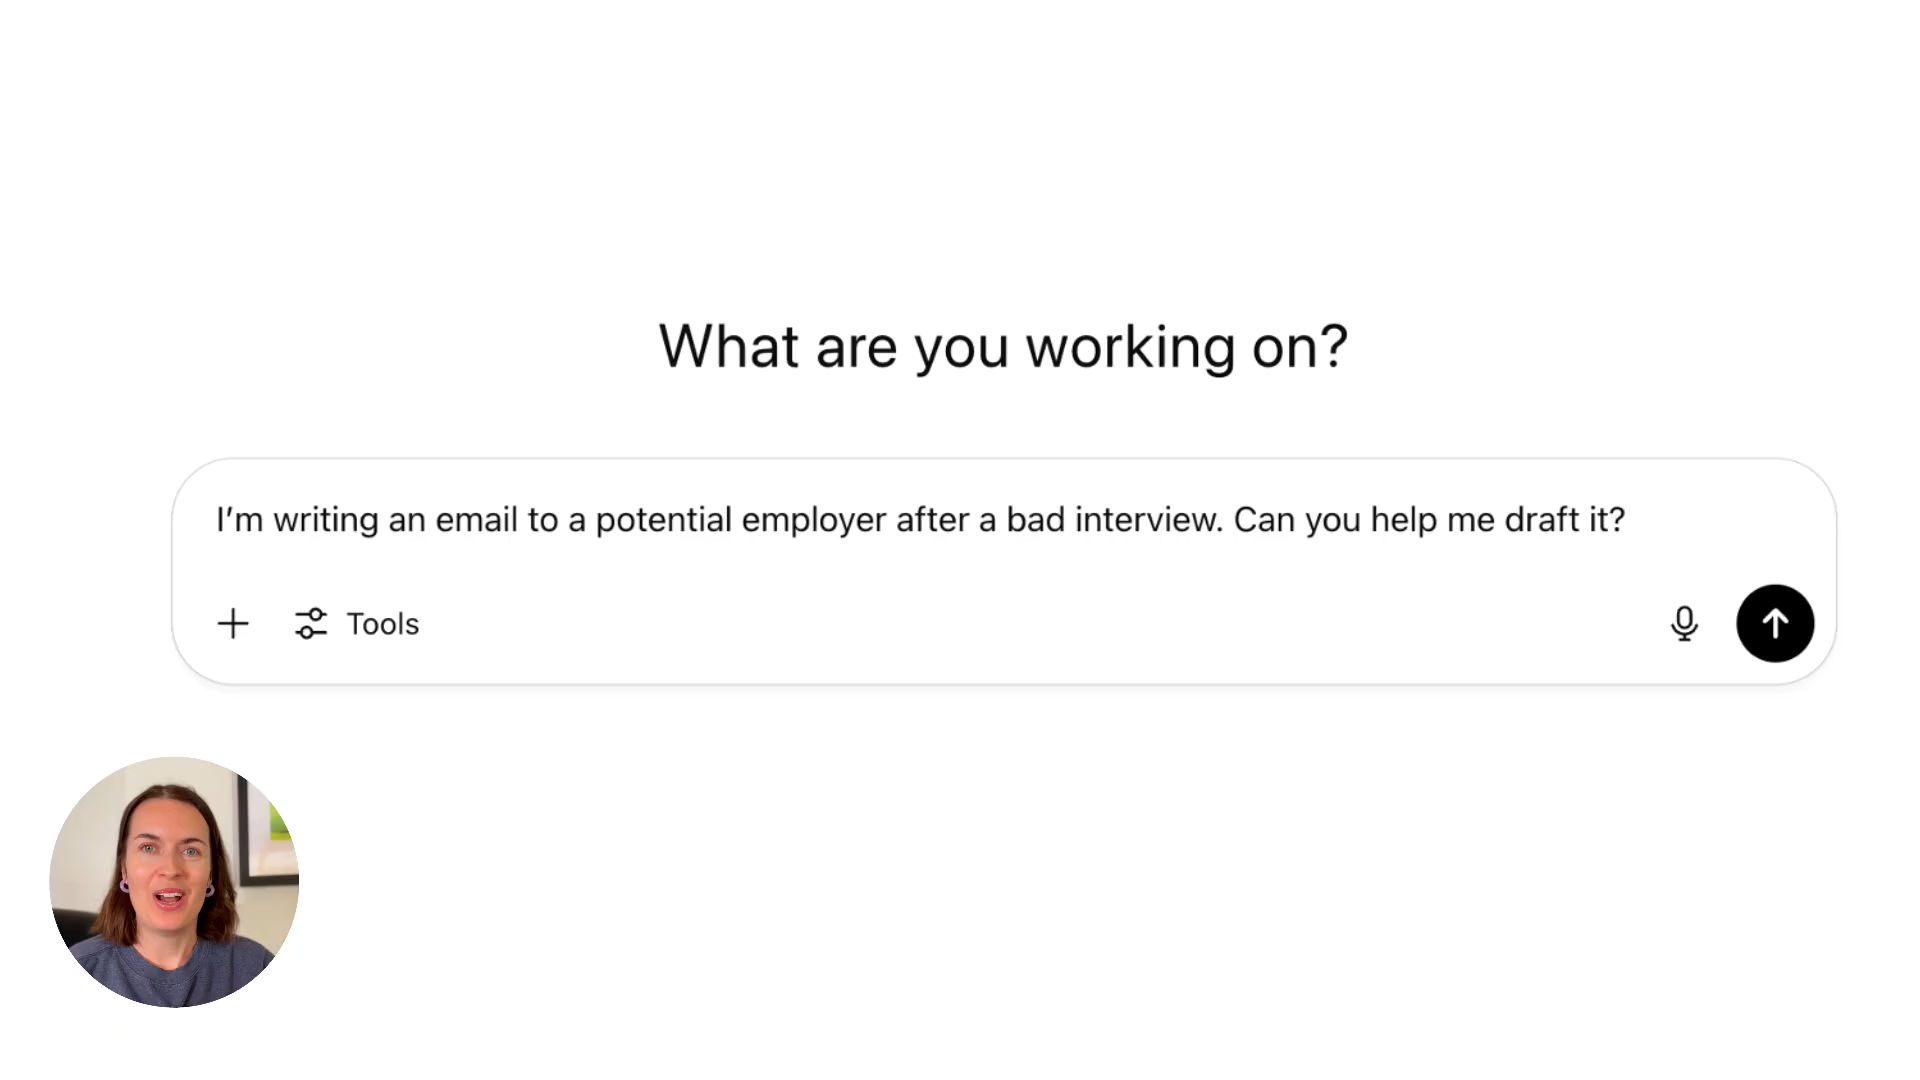 What are you working on?
I’m writing an email to a potential employer after a bad interview. Can you help me draft it?
Tools